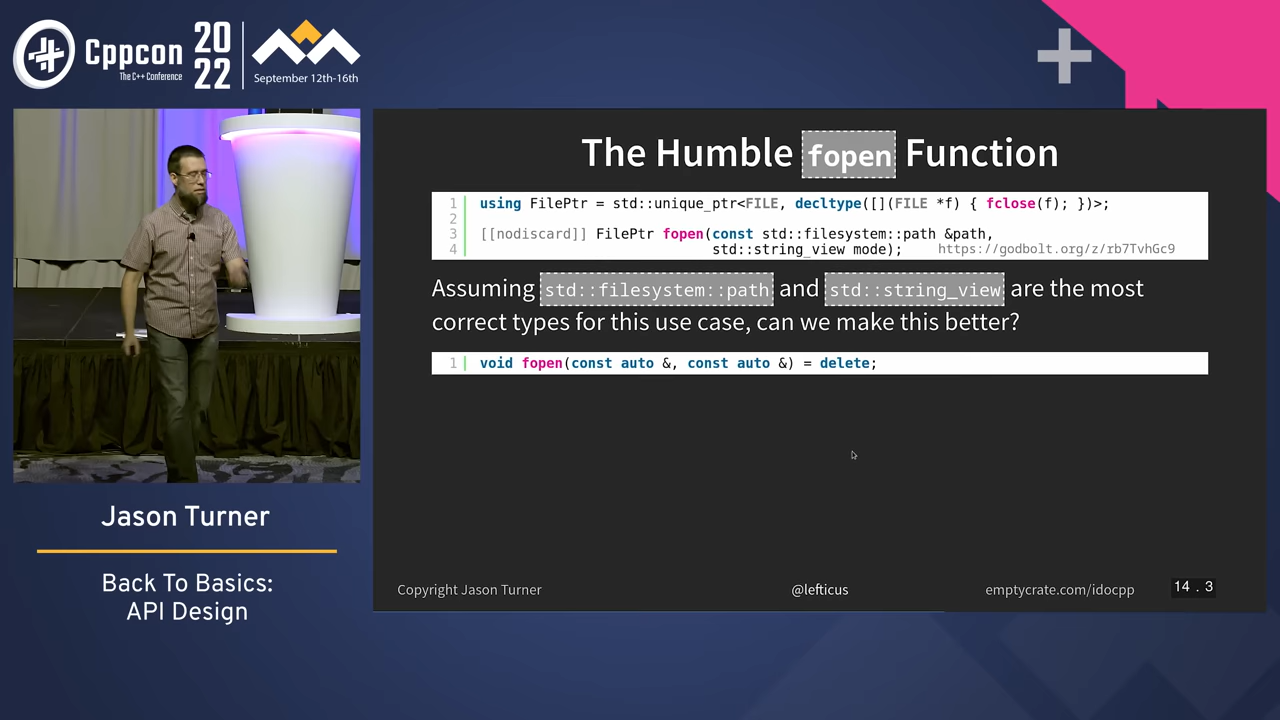 Cppcon
The C++ Conference
20
22
September 12th-16th
The Humble fopen Function
1 using FilePtr = std::unique_ptr<FILE, decltype([](FILE *f) { fclose(f); })>;
2
3 [[nodiscard]] FilePtr fopen(const std::filesystem::path &path,
4 std::string_view mode); https://godbolt.org/z/rb7TvhGc9
Assuming std::filesystem::path and std::string_view are the most
correct types for this use case, can we make this better?
1 void fopen(const auto &, const auto &) = delete;
Copyright Jason Turner @lefticus emptycrate.com/idocpp 14 . 3
Jason Turner
Back To Basics:
API Design